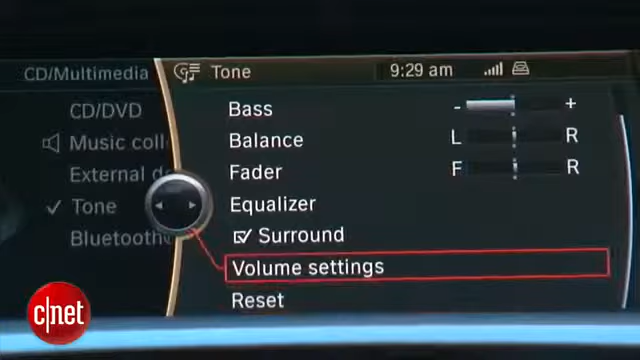 CD/Multimedia
CD/DVD
Music coll
External d
Tone
Bluetooth
Tone
9:29 am
Bass - +
Balance L R
Fader F R
Equalizer
Surround
Volume settings
Reset
c|net